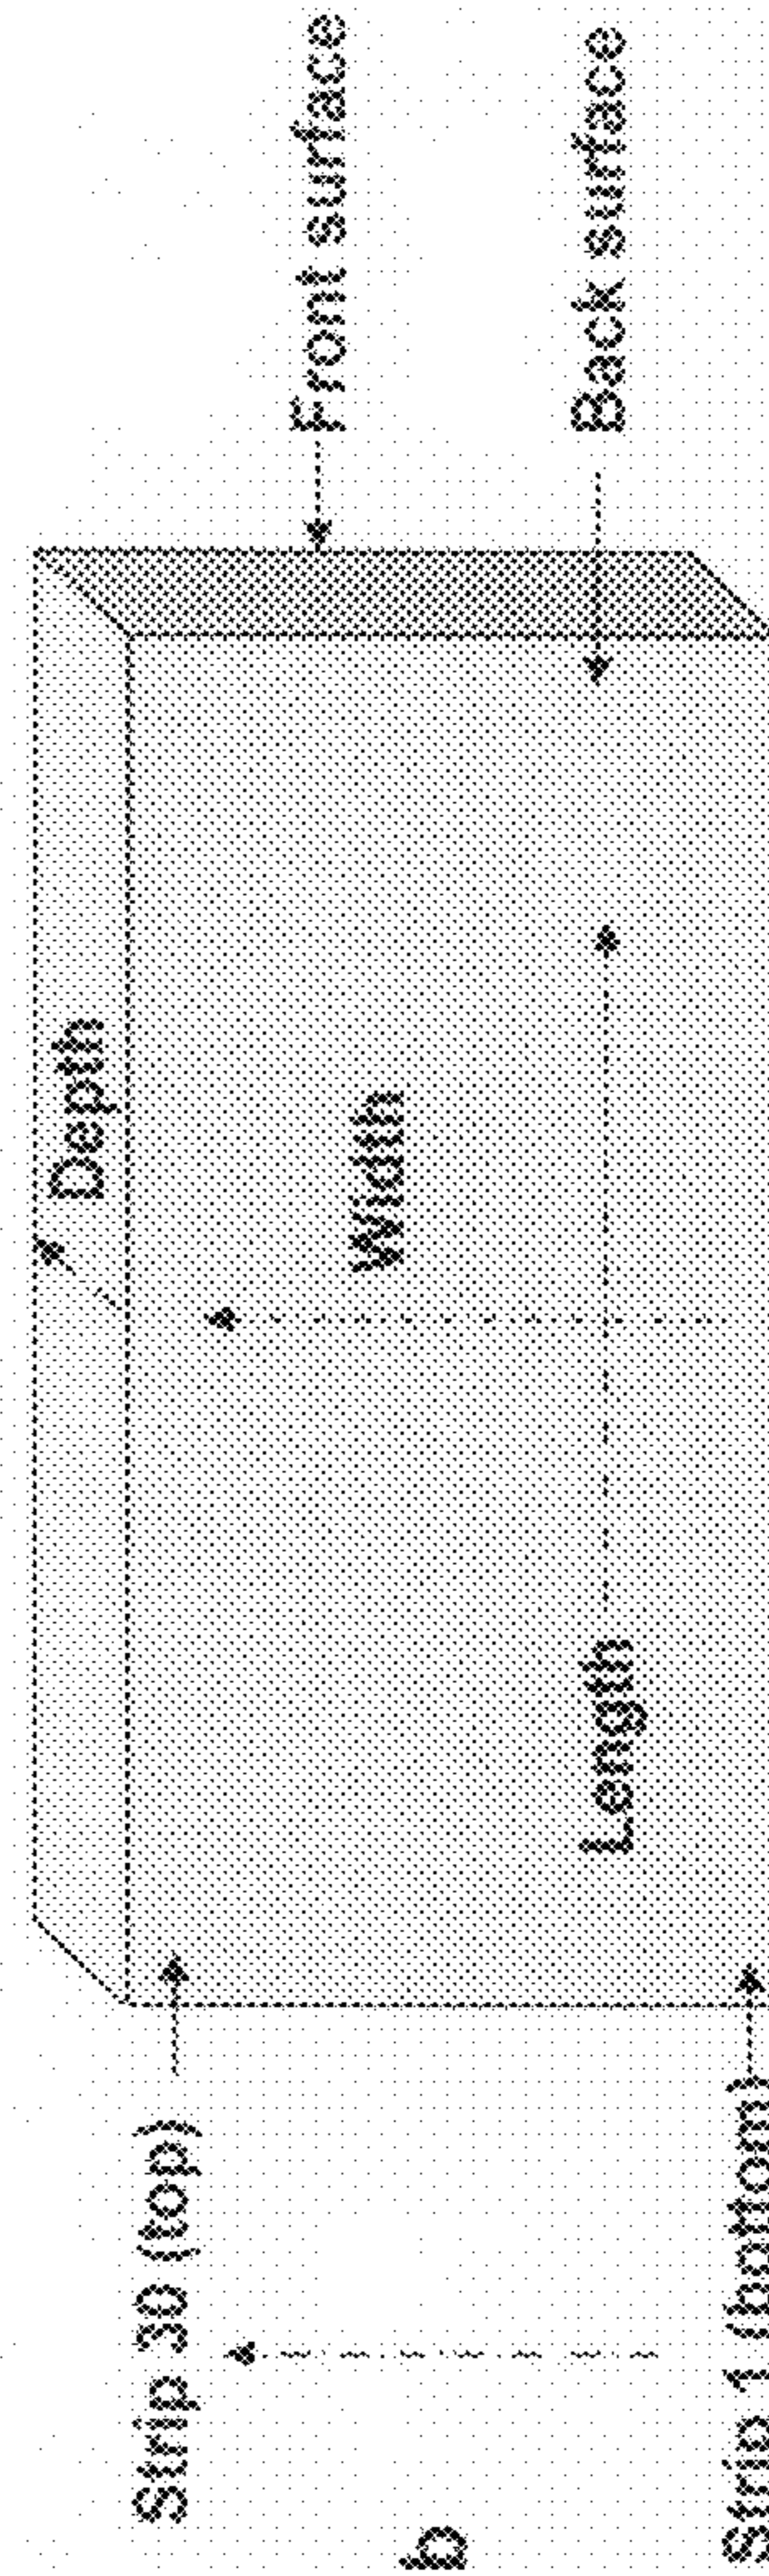 b
Strip 30 (top)
Strip 1 (bottom)
Depth
Width
Length
Front surface
Back surface